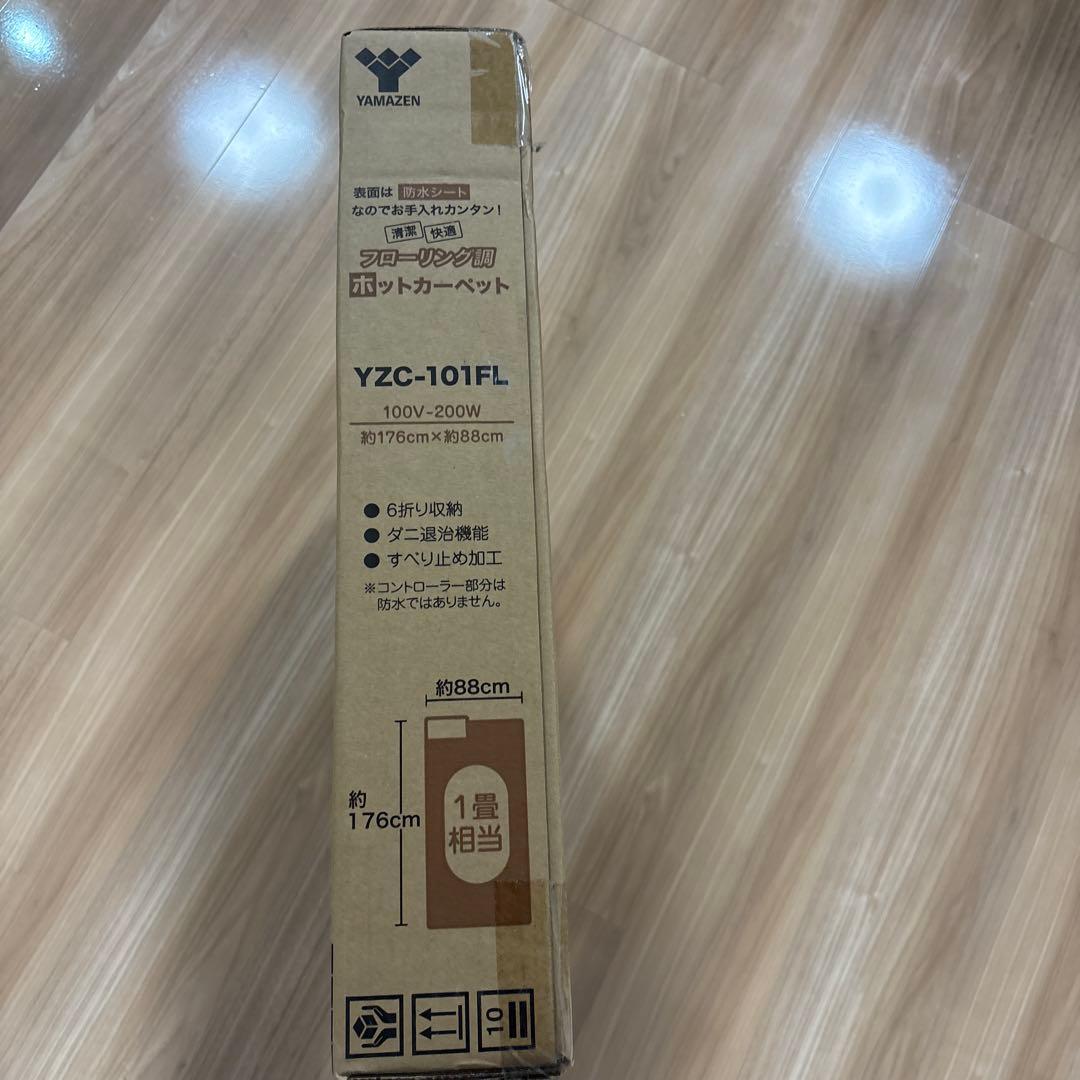 YAMAZEN
表面は 防水シート
なのでお手入れカンタン!
清潔 快適
フローリング調
ホットカーペット
YZC-101FL
100V-200W
約176cm×約88cm
● 6折り収納
● ダニ退治機能
● すべり止め加工
※コントローラー部分は
防水ではありません。
約88cm
約
176cm
1畳
相当
10